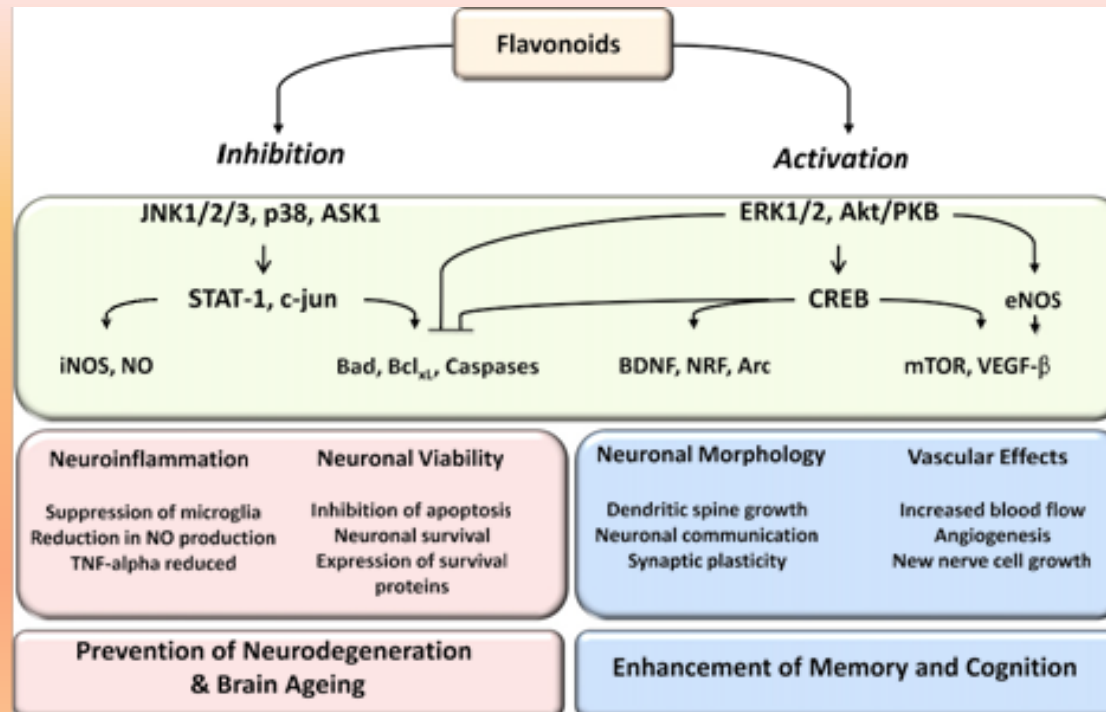 Flavonoids
Inhibition
Activation
JNK1/2/3, p38, ASK1
ERK1/2, Akt/PKB
STAT-1, c-jun
CREB
eNOS
iNOS, NO
Bad, BclxL, Caspases
BDNF, NRF, Arc
mTOR, VEGF-β
Neuroinflammation
Suppression of microglia
Reduction in NO production
TNF-alpha reduced
Neuronal Viability
Inhibition of apoptosis
Neuronal survival
Expression of survival
proteins
Neuronal Morphology
Dendritic spine growth
Neuronal communication
Synaptic plasticity
Vascular Effects
Increased blood flow
Angiogenesis
New nerve cell growth
Prevention of Neurodegeneration
& Brain Ageing
Enhancement of Memory and Cognition